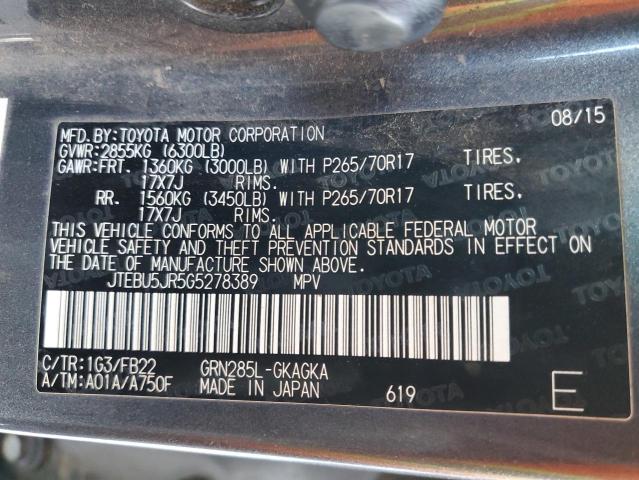 08/15
MFD.BY:TOYOTA MOTOR CORPORATION
GVWR:2855KG (6300LB)
GAWR:FRT. 1360KG (3000LB) WITH P265/70R17 TIRES.
17X7J RIMS.
RR. 1560KG (3450LB) WITH P265/70R17 TIRES.
17X7J RIMS.
THIS VEHICLE CONFORMS TO ALL APPLICABLE FEDERAL MOTOR
VEHICLE SAFETY AND THEFT PREVENTION STANDARDS IN EFFECT ON
THE DATE OF MANUFACTURE SHOWN ABOVE.
JTEBU5JR5G5278389 MPV
C/TR:1G3/FB22 GRN285L-GKAGKA
A/TM:A01A/A750F MADE IN JAPAN 619 E